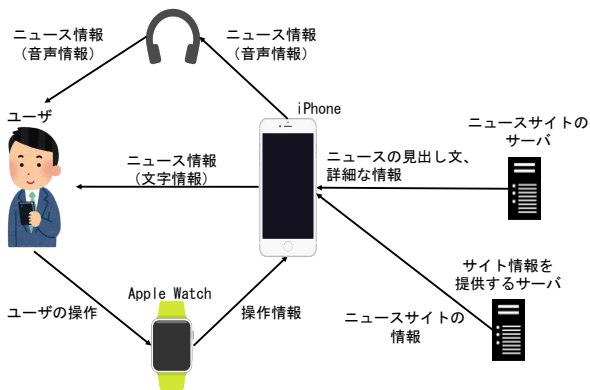 ニュース情報
（音声情報）
ニュース情報
（音声情報）
ユーザ
iPhone
ニュースサイトの
サーバ
ニュース情報
（文字情報）
ニュースの見出し文、
詳細な情報
サイト情報を
提供するサーバ
Apple Watch
ユーザの操作
操作情報
ニュースサイトの
情報